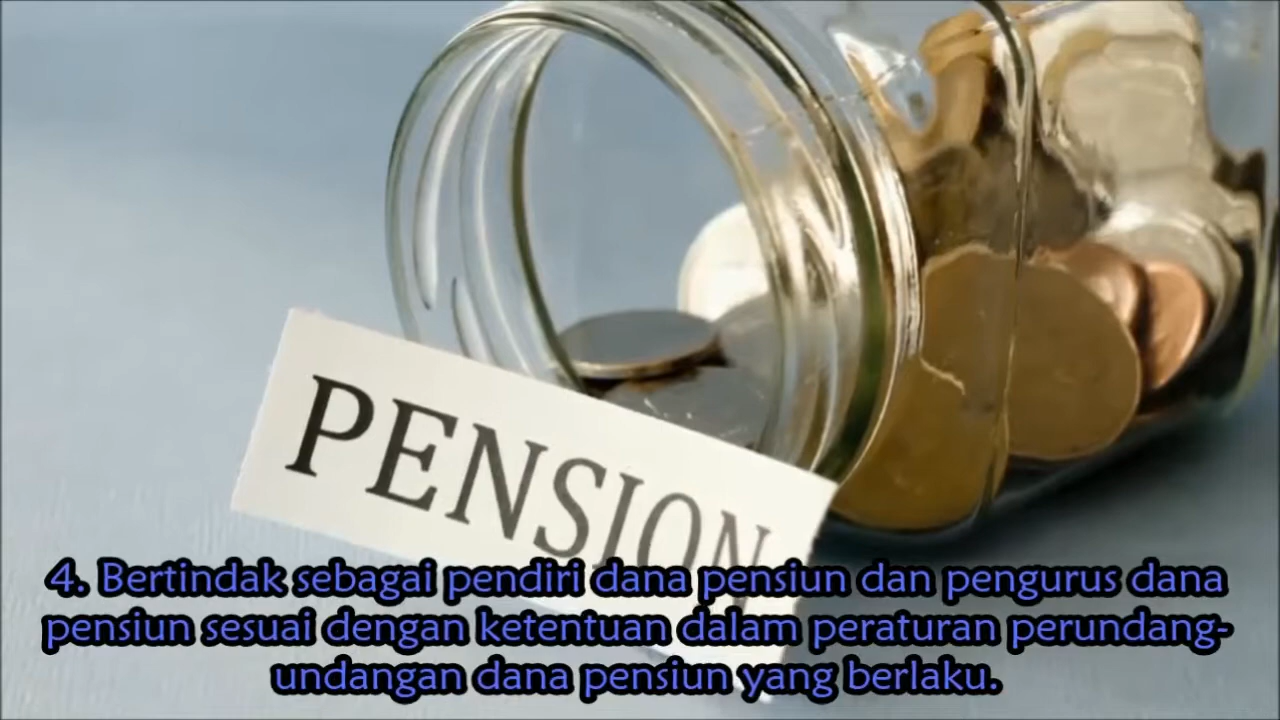 PENSION
4. Bertindak sebagai pendiri dana pensiun dan pengurus dana
pensiun sesuai dengan ketentuan dalam peraturan perundang-
undangan dana pensiun yang berlaku.